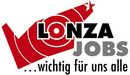 LONZA
JOBS
...wichtig für uns alle